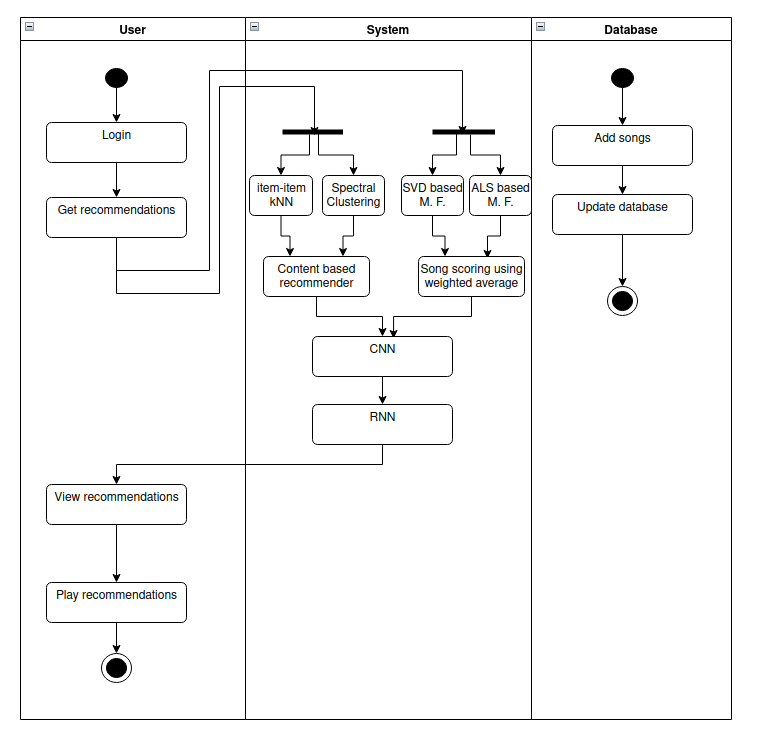 User
System
Database
Login
Get recommendations
item-item
kNN
Spectral
Clustering
SVD based
M. F.
ALS based
M. F.
Content based
recommender
Song scoring using
weighted average
CNN
RNN
View recommendations
Play recommendations
Add songs
Update database